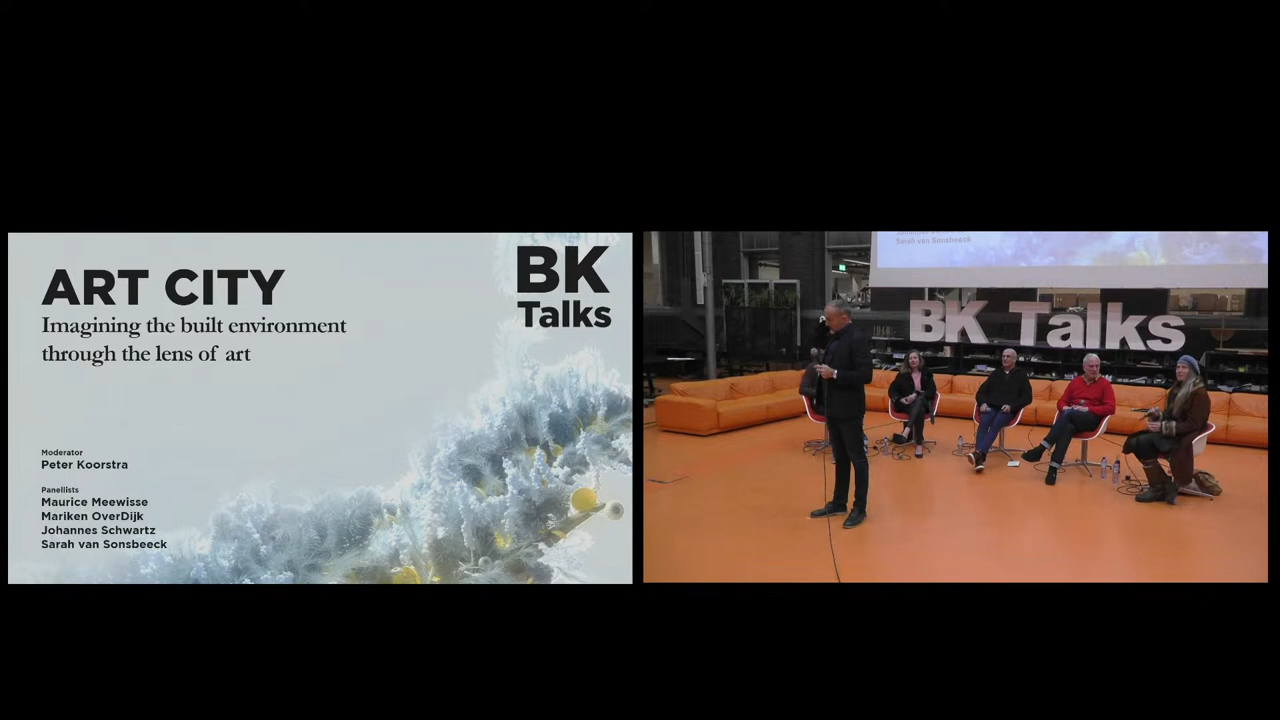 ART CITY
Imagining the built environment
through the lens of art
BK
Talks
Moderator
Peter Koorstra
Panellists
Maurice Meewisse
Mariken OverDijk
Johannes Schwartz
Sarah van Sonsbeeck
Sarah van Sonsbeeck
BK Talks